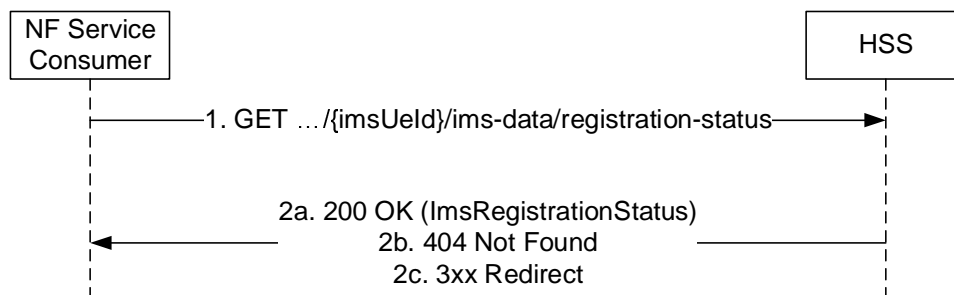 NF Service
Consumer
HSS
1. GET …/{imsUeId}/ims-data/registration-status
2a. 200 OK (ImsRegistrationStatus)
2b. 404 Not Found
2c. 3xx Redirect